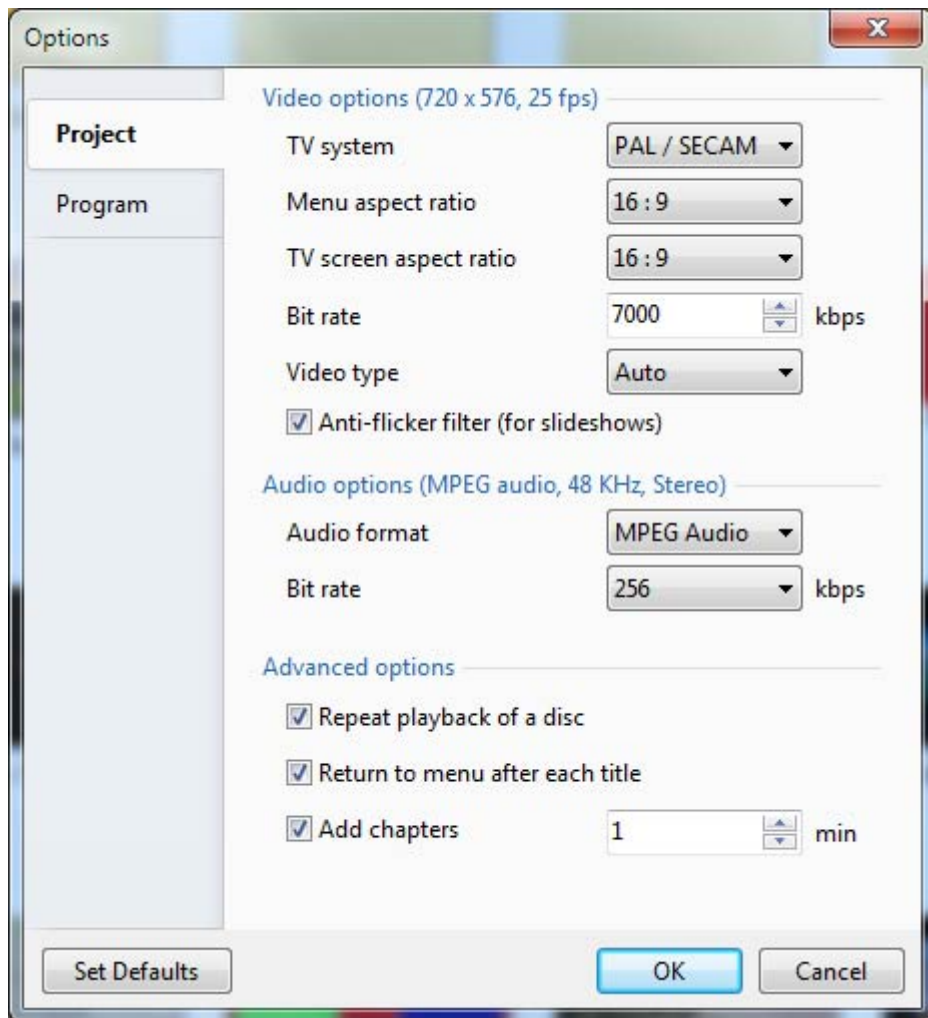 Options
Project
Program
Video options (720 x 576, 25 fps)
TV system PAL / SECAM
Menu aspect ratio 16 : 9
TV screen aspect ratio 16 : 9
Bit rate 7000 kbps
Video type Auto
Anti-flicker filter (for slideshows)
Audio options (MPEG audio, 48 KHz, Stereo)
Audio format MPEG Audio
Bit rate 256 kbps
Advanced options
Repeat playback of a disc
Return to menu after each title
Add chapters 1 min
Set Defaults OK Cancel